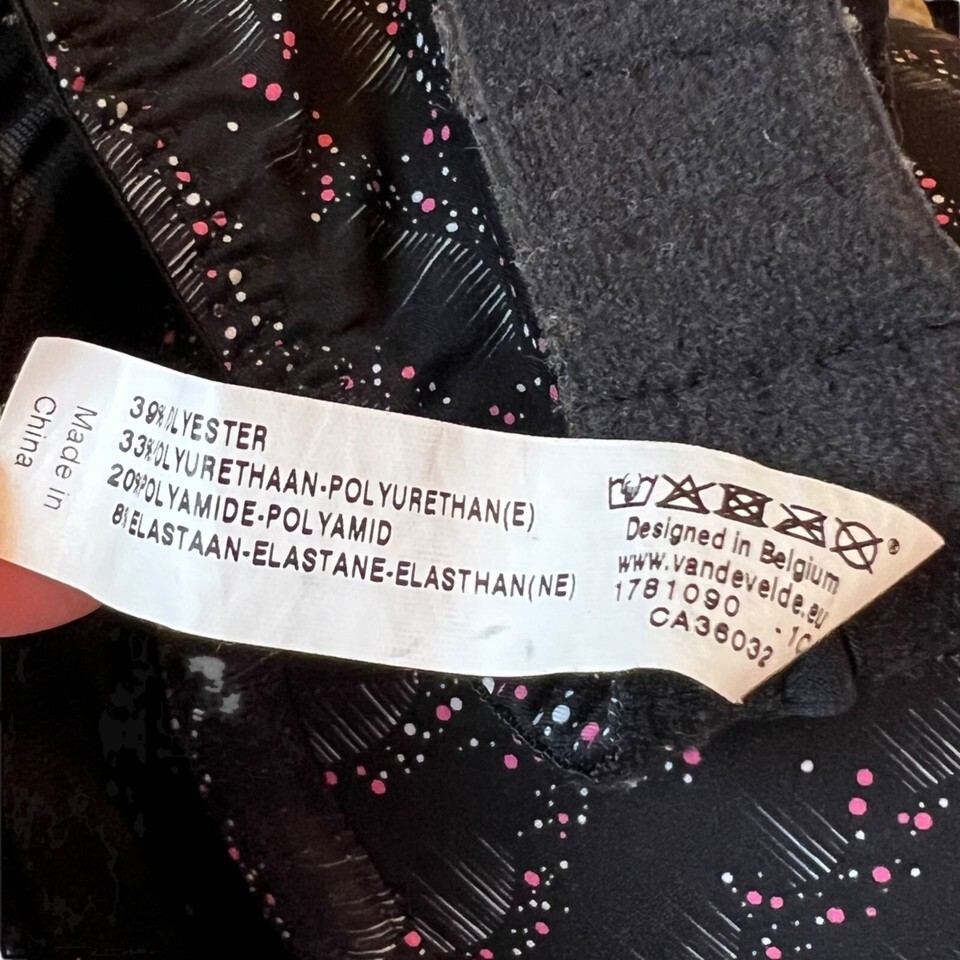 39% POLYESTER
33% POLYURETHAAN-POLYURETHAN(E)
20% POLYAMIDE-POLYAMID
8% ELASTAAN-ELASTANE-ELASTHAN(NE)
Made in
China
Designed in Belgium
www.vandevelde.eu
1781090 -10
CA36032